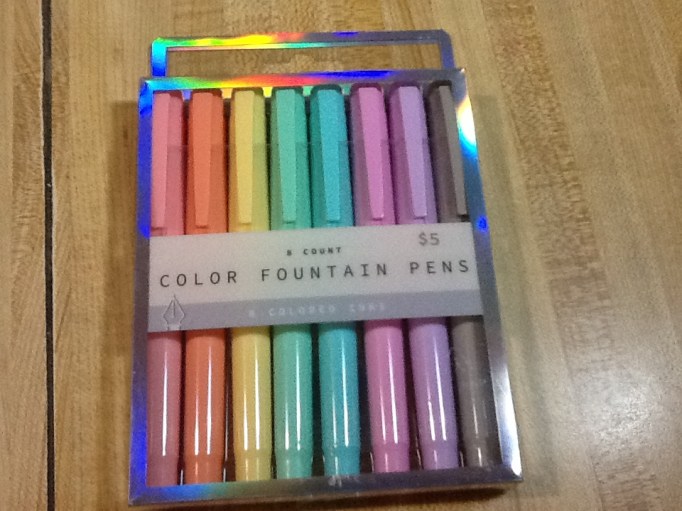 $5
8 COUNT
COLOR FOUNTAIN PENS
8 COLORED INKS